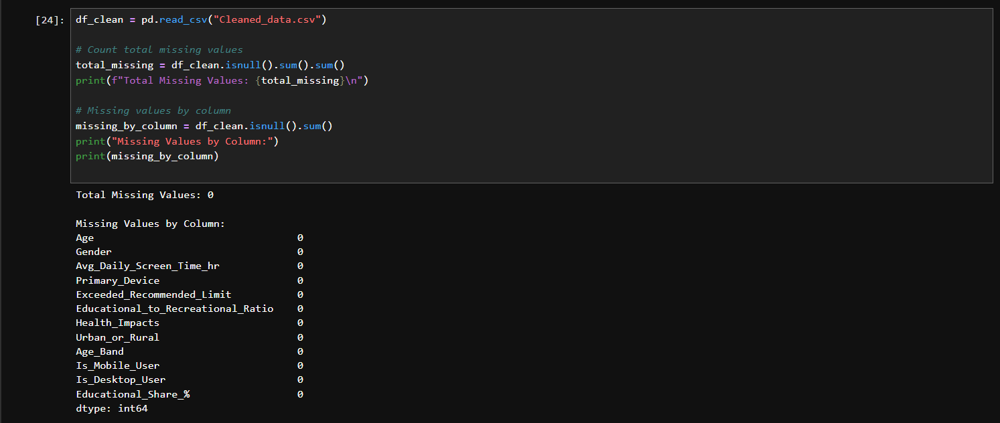 [24]: df_clean = pd.read_csv("Cleaned_data.csv")
# Count total missing values
total_missing = df_clean.isnull().sum().sum()
print(f"Total Missing Values: {total_missing}\n")
# Missing values by column
missing_by_column = df_clean.isnull().sum()
print("Missing Values by Column:")
print(missing_by_column)
Total Missing Values: 0
Missing Values by Column:
Age 0
Gender 0
Avg_Daily_Screen_Time_hr 0
Primary_Device 0
Exceeded_Recommended_Limit 0
Educational_to_Recreational_Ratio 0
Health_Impacts 0
Urban_or_Rural 0
Age_Band 0
Is_Mobile_User 0
Is_Desktop_User 0
Educational_Share_% 0
dtype: int64